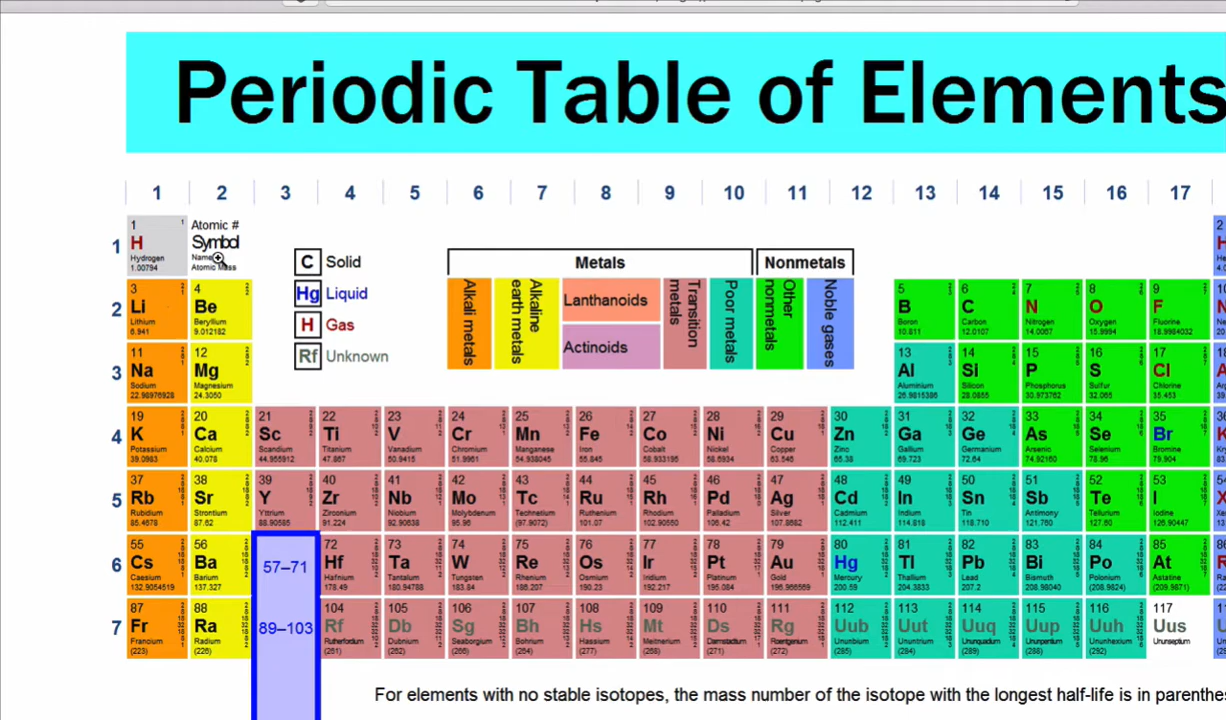 Periodic Table of Elements
1 2 3 4 5 6 7 8 9 10 11 12 13 14 15 16 17
1 Atomic #
1 H Symbol
Hydrogen Name
1.00794 Atomic Mass
C Solid
Hg Liquid
H Gas
Rf Unknown
Metals Nonmetals
Alkali metals
Alkaline earth metals
Lanthanoids
Actinoids
Transition metals
Poor metals
Other nonmetals
Noble gases
3 4 5 6 7 8 9
2 Li Be B C N O F
Lithium Beryllium Boron Carbon Nitrogen Oxygen Fluorine
6.941 9.012182 10.811 12.0107 14.0067 15.9994 18.9984032
11 12 13 14 15 16 17
3 Na Mg Al Si P S Cl
Sodium Magnesium Aluminium Silicon Phosphorus Sulfur Chlorine
22.98976928 24.3050 26.9815386 28.0855 30.973762 32.065 35.453
19 20 21 22 23 24 25 26 27 28 29 30 31 32 33 34 35
4 K Ca Sc Ti V Cr Mn Fe Co Ni Cu Zn Ga Ge As Se Br
Potassium Calcium Scandium Titanium Vanadium Chromium Manganese Iron Cobalt Nickel Copper Zinc Gallium Germanium Arsenic Selenium Bromine
39.0983 40.078 44.955912 47.867 50.9415 51.9961 54.938045 55.845 58.933195 58.6934 63.546 65.38 69.723 72.64 74.92160 78.96 79.904
37 38 39 40 41 42 43 44 45 46 47 48 49 50 51 52 53
5 Rb Sr Y Zr Nb Mo Tc Ru Rh Pd Ag Cd In Sn Sb Te I
Rubidium Strontium Yttrium Zirconium Niobium Molybdenum Technetium Ruthenium Rhodium Palladium Silver Cadmium Indium Tin Antimony Tellurium Iodine
85.4678 87.62 88.90585 91.224 92.90638 95.96 (97.9072) 101.07 102.90550 106.42 107.8682 112.411 114.818 118.710 121.760 127.60 126.90447
55 56 72 73 74 75 76 77 78 79 80 81 82 83 84 85
6 Cs Ba 57–71 Hf Ta W Re Os Ir Pt Au Hg Tl Pb Bi Po At
Caesium Barium Hafnium Tantalum Tungsten Rhenium Osmium Iridium Platinum Gold Mercury Thallium Lead Bismuth Polonium Astatine
132.9054519 137.327 178.49 180.94788 183.84 186.207 190.23 192.217 195.084 196.966569 200.59 204.3833 207.2 208.98040 (208.9824) (209.9871)
87 88 104 105 106 107 108 109 110 111 112 113 114 115 116 117
7 Fr Ra 89–103 Rf Db Sg Bh Hs Mt Ds Rg Uub Uut Uuq Uup Uuh Uus
Francium Radium Rutherfordium Dubnium Seaborgium Bohrium Hassium Meitnerium Darmstadtium Roentgenium Ununbium Ununtrium Ununquadium Ununpentium Ununhexium Ununseptium
(223) (226) (261) (262) (266) (264) (277) (268) (271) (272) (285) (284) (289) (288) (292)
For elements with no stable isotopes, the mass number of the isotope with the longest half-life is in parenthes